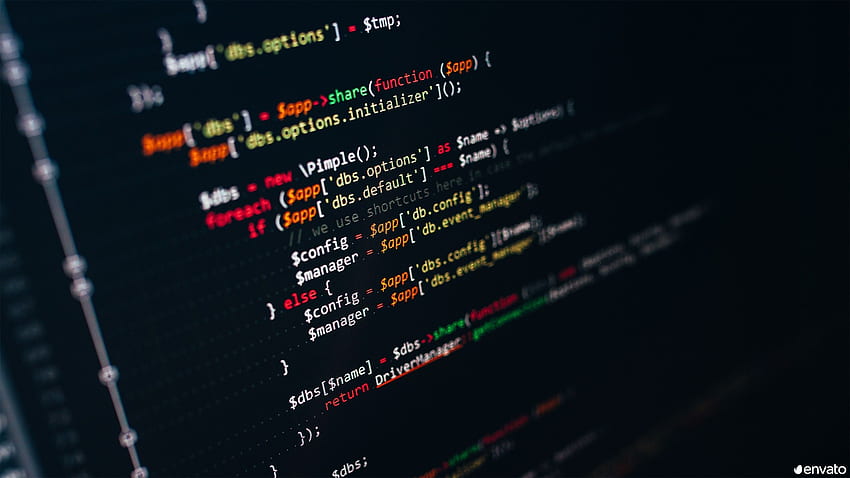 }
}
$app['dbs.options'] = $tmp;
});
$app['dbs'] = $app->share(function ($app) {
$app['dbs.options.initializer']();
$dbs = new \Pimple();
foreach ($app['dbs.options'] as $name => $options) {
if ($app['dbs.default'] === $name) {
// we use shortcuts here in case the default
$config = $app['db.config'];
$manager = $app['db.event_manager'];
} else {
$config = $app['dbs.config'][$name];
$manager = $app['dbs.event_manager'][$name];
}
$dbs[$name] = $dbs->share(function
return DriverManager::getConnection(
});
}
$dbs;
envato